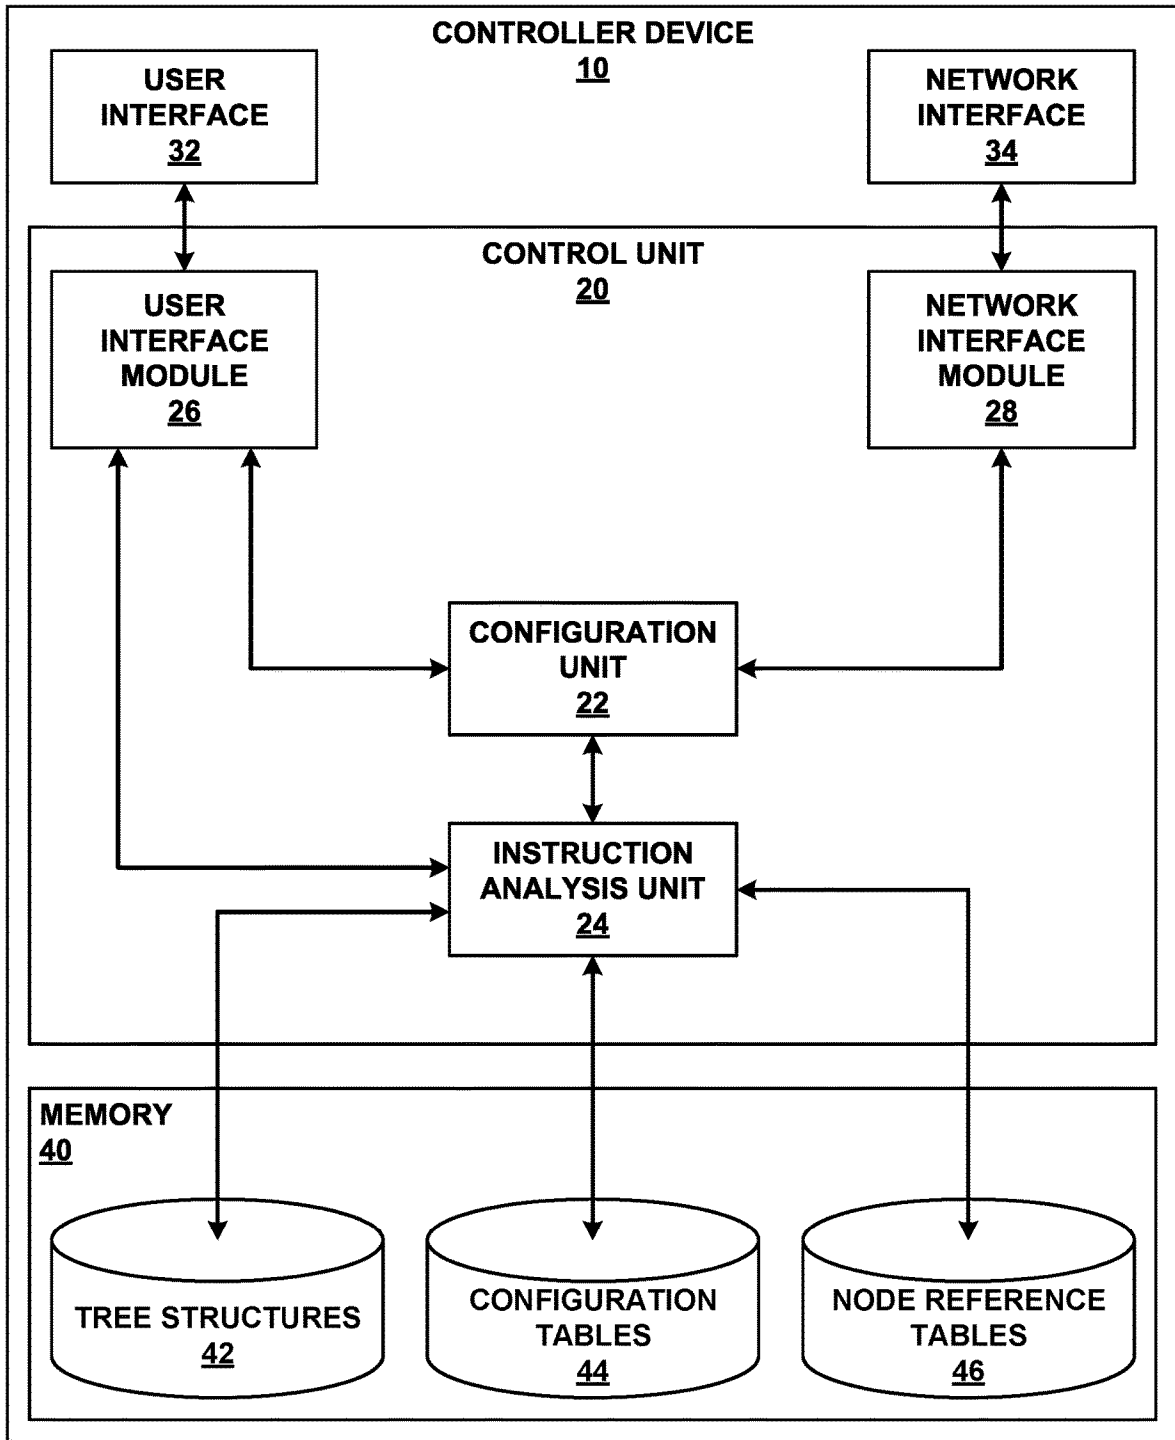 CONTROLLER DEVICE
10
USER
INTERFACE
32
NETWORK
INTERFACE
34
CONTROL UNIT
20
USER
INTERFACE
MODULE
26
NETWORK
INTERFACE
MODULE
28
CONFIGURATION
UNIT
22
INSTRUCTION
ANALYSIS UNIT
24
MEMORY
40
TREE STRUCTURES
42
CONFIGURATION
TABLES
44
NODE REFERENCE
TABLES
46